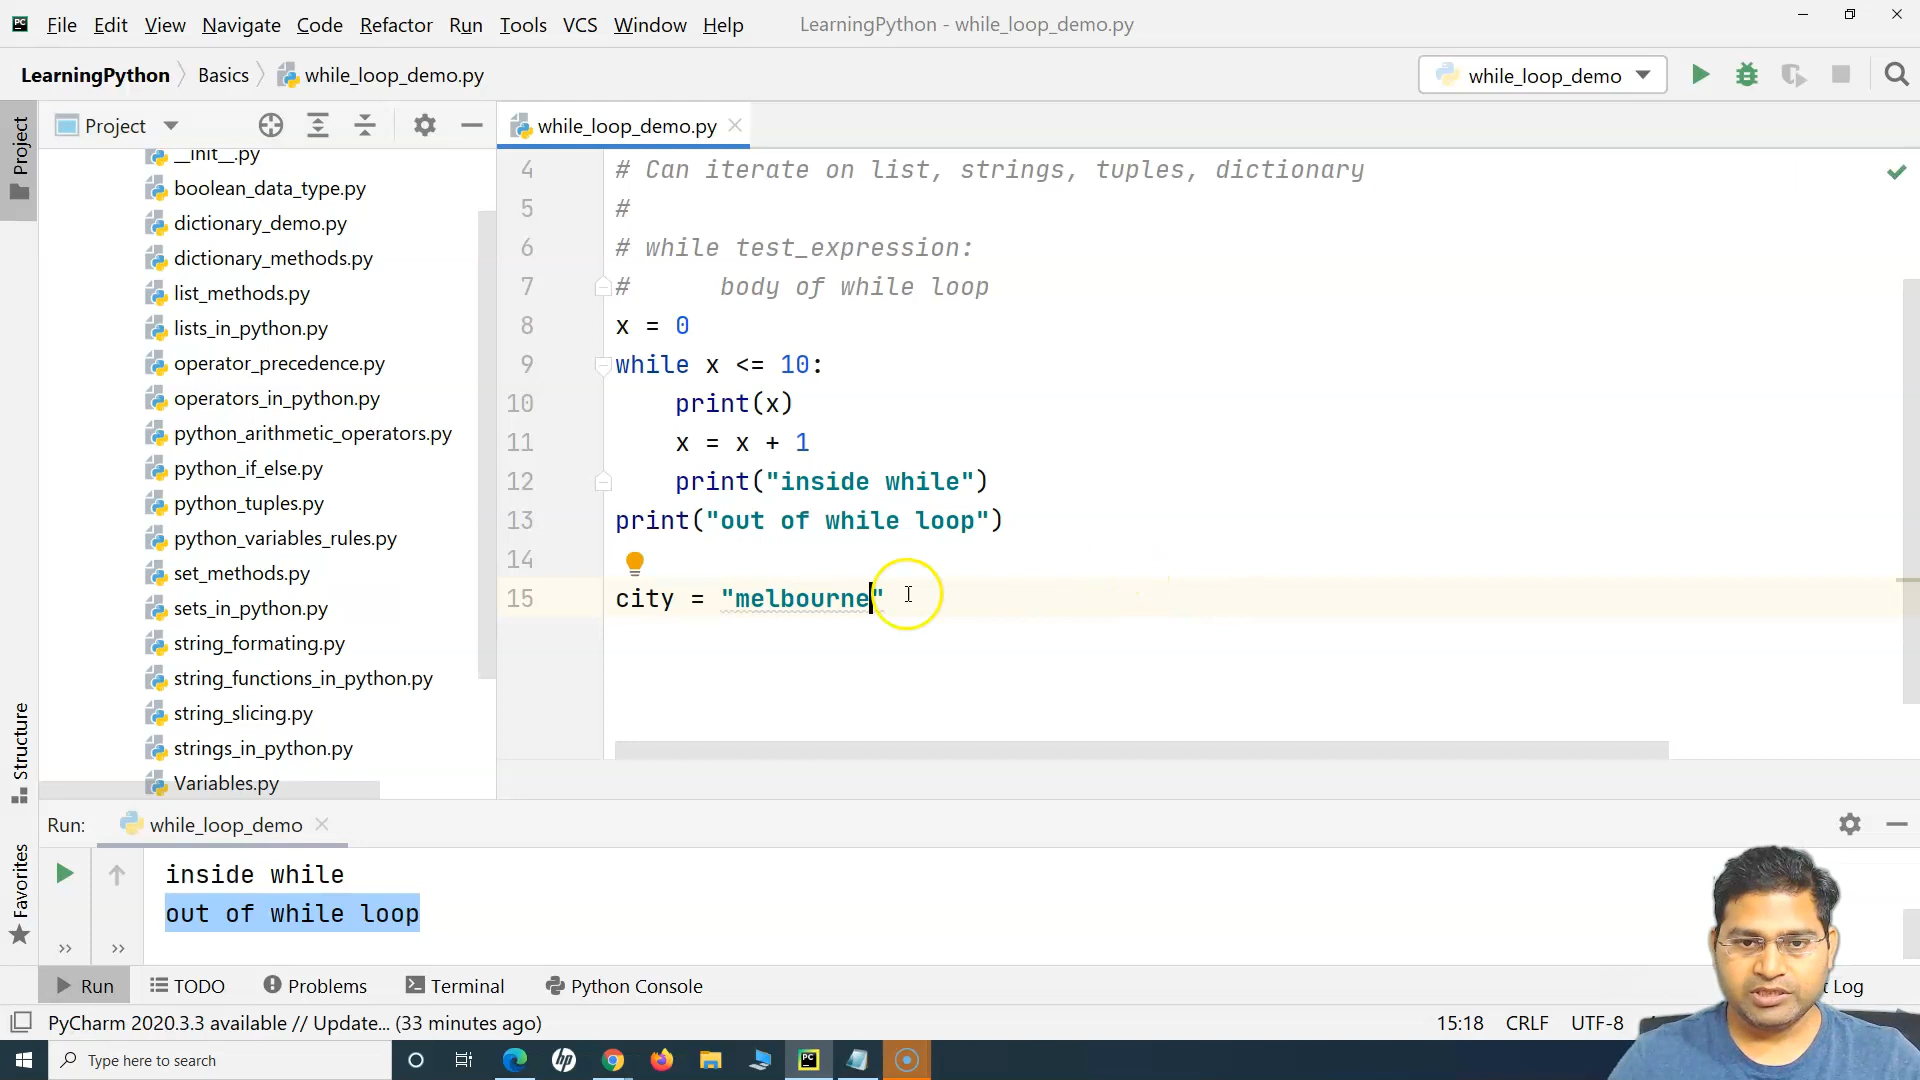 File Edit View Navigate Code Refactor Run Tools VCS Window Help LearningPython - while_loop_demo.py
LearningPython Basics while_loop_demo.py while_loop_demo
Project
Project
while_loop_demo.py
__init__.py
boolean_data_type.py
dictionary_demo.py
dictionary_methods.py
list_methods.py
lists_in_python.py
operator_precedence.py
operators_in_python.py
python_arithmetic_operators.py
python_if_else.py
python_tuples.py
python_variables_rules.py
set_methods.py
sets_in_python.py
string_formating.py
string_functions_in_python.py
string_slicing.py
strings_in_python.py
Variables.py
4 # Can iterate on list, strings, tuples, dictionary
5 #
6 # while test_expression:
7 #      body of while loop
8 x = 0
9 while x <= 10:
10     print(x)
11     x = x + 1
12     print("inside while")
13 print("out of while loop")
14
15 city = "melbourne"
Structure
Favorites
Run: while_loop_demo
inside while
out of while loop
Run TODO Problems Terminal Python Console t Log
PyCharm 2020.3.3 available // Update... (33 minutes ago) 15:18 CRLF UTF-8
Type here to search